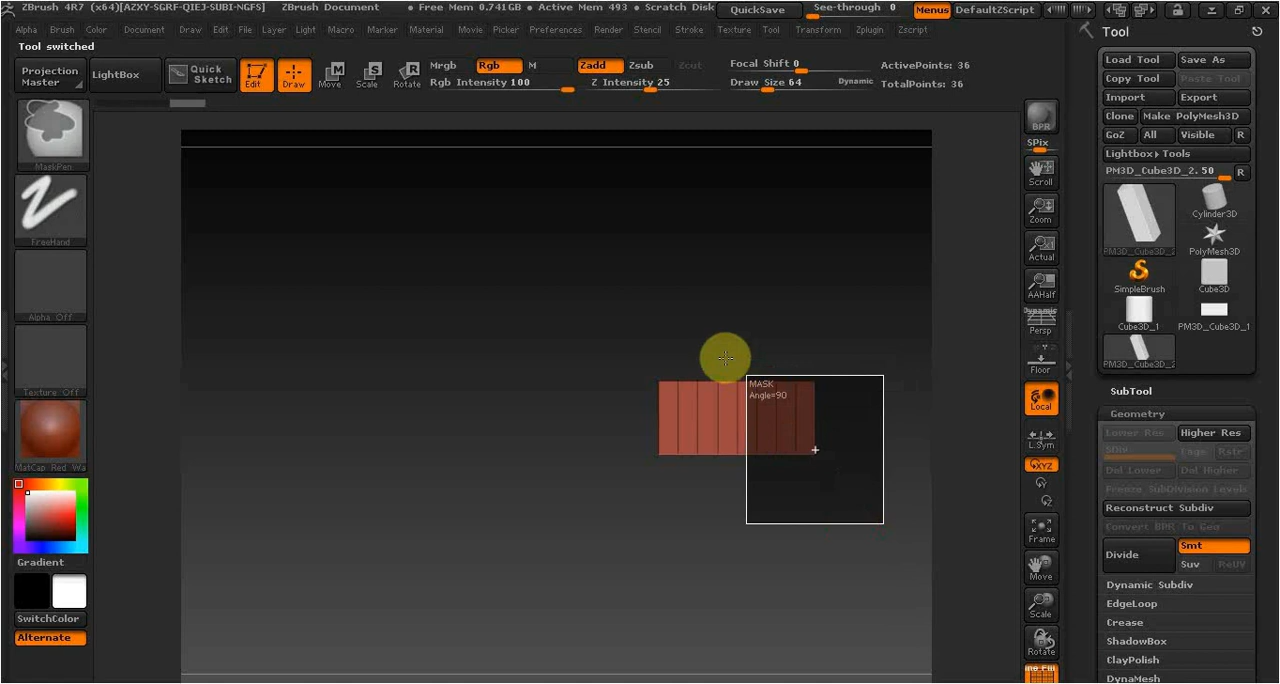 ZBrush 4R7 (x64)[AZXY-SGRF-QIEJ-SUBI-NGFS] ZBrush Document • Free Mem 0.741GB • Active Mem 493 • Scratch Disk QuickSave See-through 0 Menus DefaultZScript
Alpha Brush Color Document Draw Edit File Layer Light Macro Marker Material Movie Picker Preferences Render Stencil Stroke Texture Tool Transform Zplugin Zscript
Tool switched
Projection Master
LightBox
Quick Sketch
Edit
Draw
Move
Scale
Rotate
Mrgb Rgb M
Rgb Intensity 100
Zadd Zsub Zcut
Z Intensity 25
Focal Shift 0
Draw Size 64 Dynamic
ActivePoints: 36
TotalPoints: 36
MaskPen
FreeHand
Alpha Off
Texture Off
MatCap Red Wa
Gradient
SwitchColor
Alternate
MASK
Angle=90
BPR
SPix
Scroll
Zoom
Actual
AAHalf
Dynamic
Persp
Floor
Local
L.Sym
XYZ
Frame
Move
Scale
Rotate
Tool
Load Tool Save As
Copy Tool Paste Tool
Import Export
Clone Make PolyMesh3D
GoZ All Visible R
Lightbox▸Tools
PM3D_Cube3D_2. 50 R
PM3D_Cube3D_2
Cylinder3D
PolyMesh3D
SimpleBrush
Cube3D
Cube3D_1
PM3D_Cube3D_1
PM3D_Cube3D_2
SubTool
Geometry
Lower Res Higher Res
SDiv Cage Rstr
Del Lower Del Higher
Freeze SubDivision Levels
Reconstruct Subdiv
Convert BPR To Geo
Divide
Smt
Suv ReUV
Dynamic Subdiv
EdgeLoop
Crease
ShadowBox
ClayPolish
DynaMesh